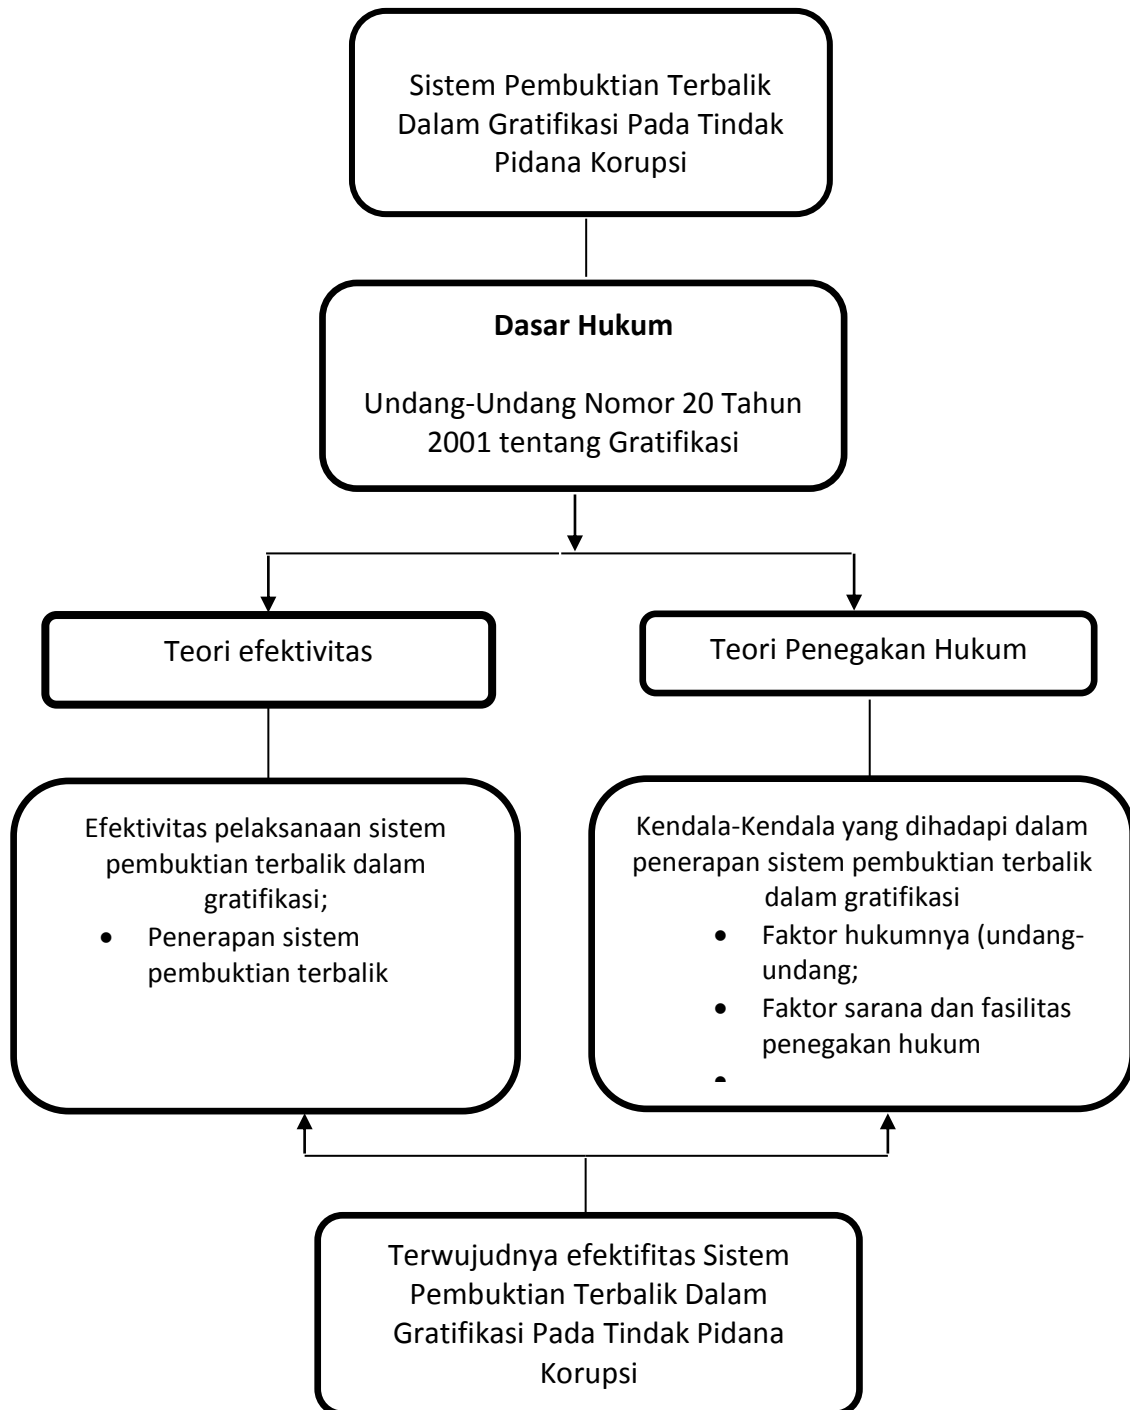 Sistem Pembuktian Terbalik
Dalam Gratifikasi Pada Tindak
Pidana Korupsi
Dasar Hukum
Undang-Undang Nomor 20 Tahun
2001 tentang Gratifikasi
Teori efektivitas
Teori Penegakan Hukum
Efektivitas pelaksanaan sistem
pembuktian terbalik dalam
gratifikasi;
• Penerapan sistem
pembuktian terbalik
Kendala-Kendala yang dihadapi dalam
penerapan sistem pembuktian terbalik
dalam gratifikasi
• Faktor hukumnya (undang-
undang;
• Faktor sarana dan fasilitas
penegakan hukum
•
Terwujudnya efektifitas Sistem
Pembuktian Terbalik Dalam
Gratifikasi Pada Tindak Pidana
Korupsi